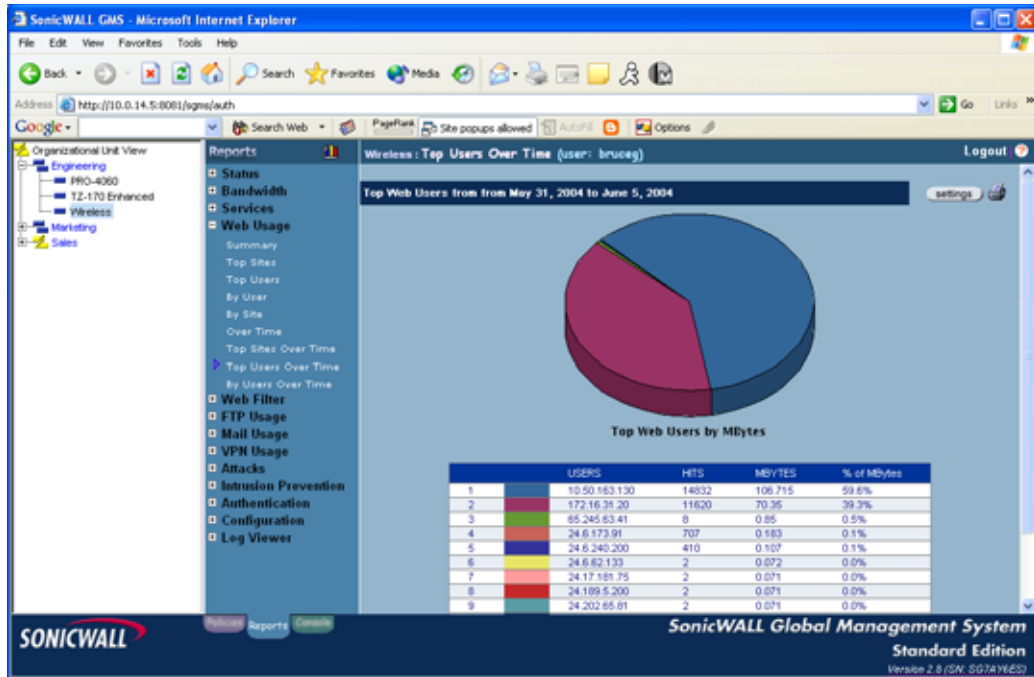 SonicWALL GMS - Microsoft Internet Explorer
File Edit View Favorites Tools Help
Back Search Favorites Media
Address http://10.0.14.5:8081/sgms/auth Go Links
Google Search Web PageRank Site popups allowed AutoFill Options
Organizational Unit View
Engineering
PRO-4060
TZ-170 Enhanced
Wireless
Marketing
Sales
Reports
Status
Bandwidth
Services
Web Usage
Summary
Top Sites
Top Users
By User
By Site
Over Time
Top Sites Over Time
Top Users Over Time
By Users Over Time
Web Filter
FTP Usage
Mail Usage
VPN Usage
Attacks
Intrusion Prevention
Authentication
Configuration
Log Viewer
Wireless : Top Users Over Time (user: bruceg) Logout
Top Web Users from from May 31, 2004 to June 5, 2004 settings
Top Web Users by MBytes
USERS HITS MBYTES % of MBytes
1 10.50.163.130 14832 106.715 59.6%
2 172.16.31.20 11620 70.35 39.3%
3 65.245.63.41 8 0.85 0.5%
4 24.6.173.91 707 0.183 0.1%
5 24.6.240.200 410 0.107 0.1%
6 24.6.62.133 2 0.072 0.0%
7 24.17.181.75 2 0.071 0.0%
8 24.189.5.200 2 0.071 0.0%
9 24.202.65.81 2 0.071 0.0%
Policies Reports Console
SONICWALL
SonicWALL Global Management System
Standard Edition
Version 2.8 (SN: SG7AY6ES)